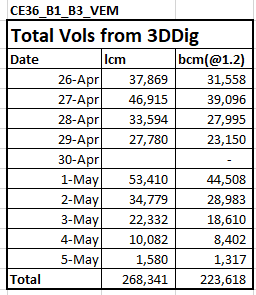 CE36_B1_B3_VEM
Total Vols from 3DDig
Date lcm bcm(@1.2)
26-Apr 37,869 31,558
27-Apr 46,915 39,096
28-Apr 33,594 27,995
29-Apr 27,780 23,150
30-Apr -
1-May 53,410 44,508
2-May 34,779 28,983
3-May 22,332 18,610
4-May 10,082 8,402
5-May 1,580 1,317
Total 268,341 223,618